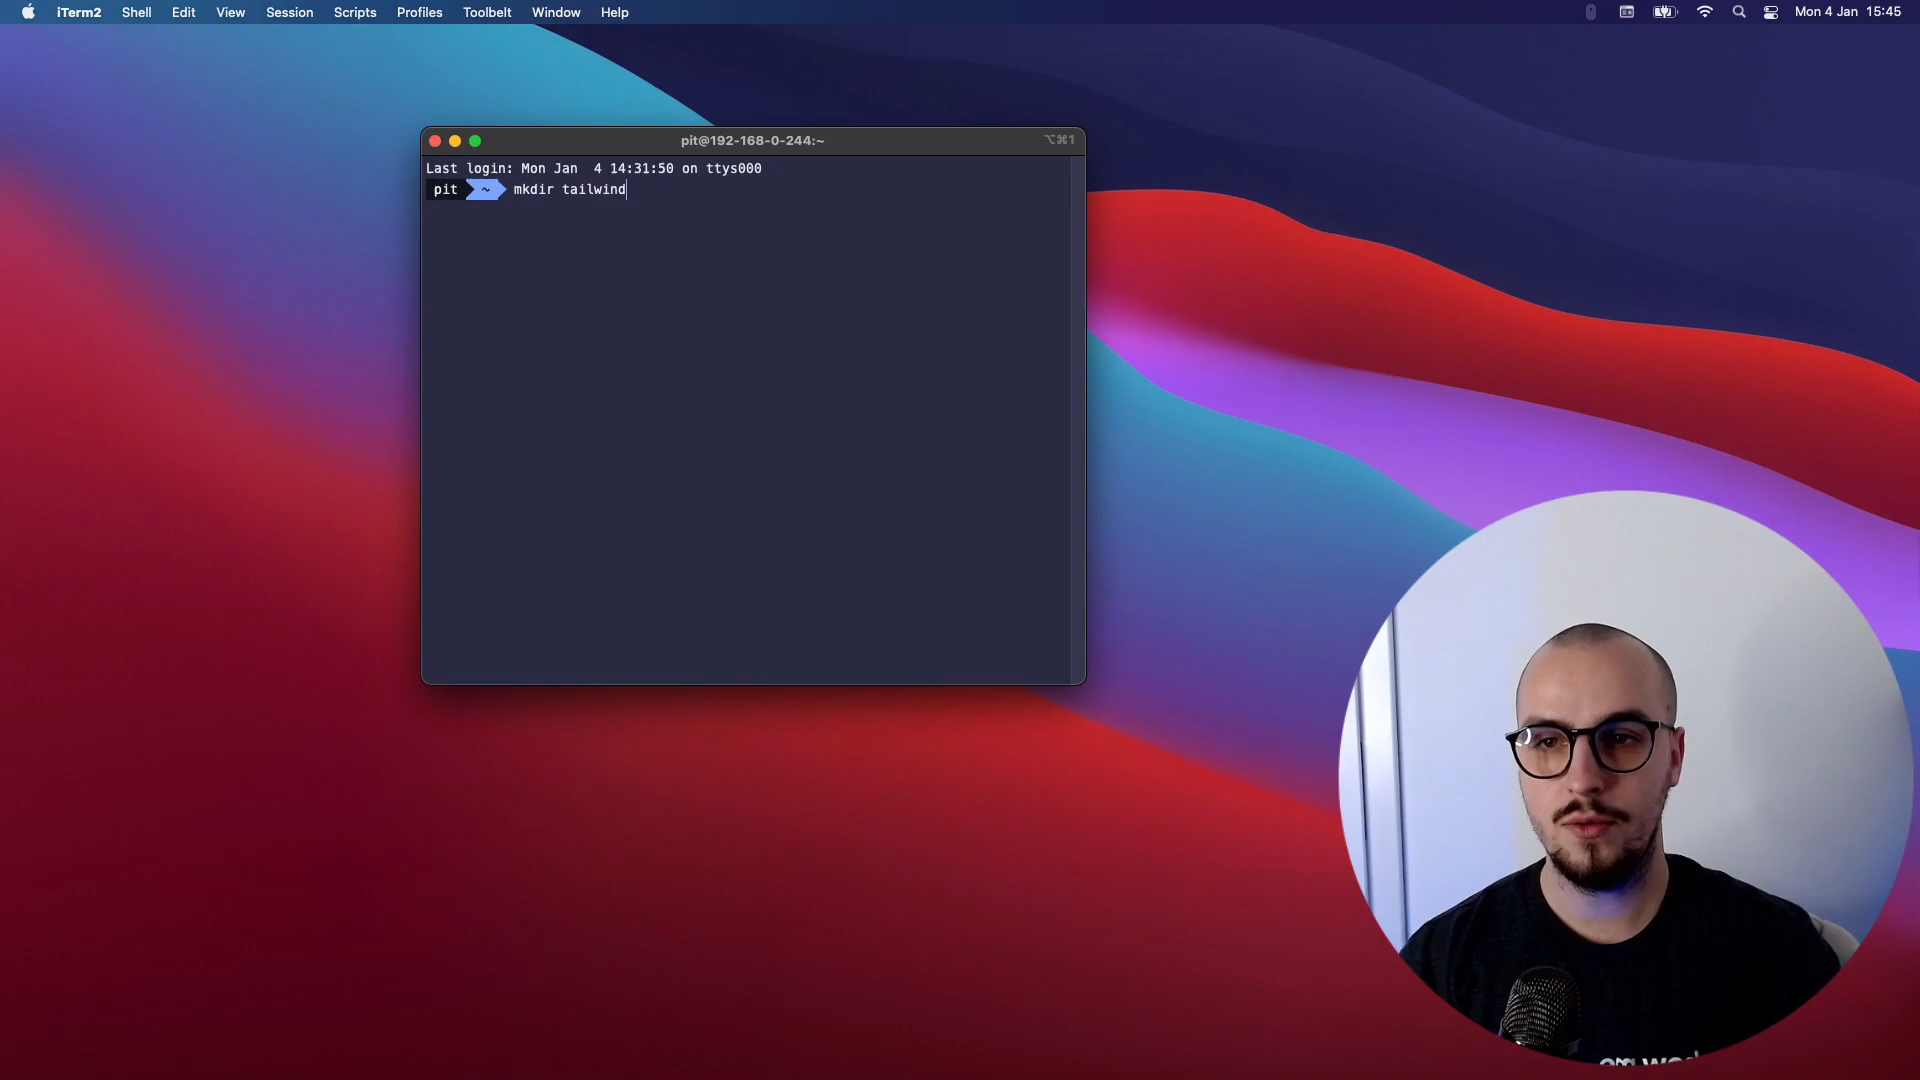 iTerm2 Shell Edit View Session Scripts Profiles Toolbelt Window Help Mon 4 Jan 15:45
pit@192-168-0-244:~ ⌥⌘1
Last login: Mon Jan  4 14:31:50 on ttys000
pit ~ mkdir tailwind